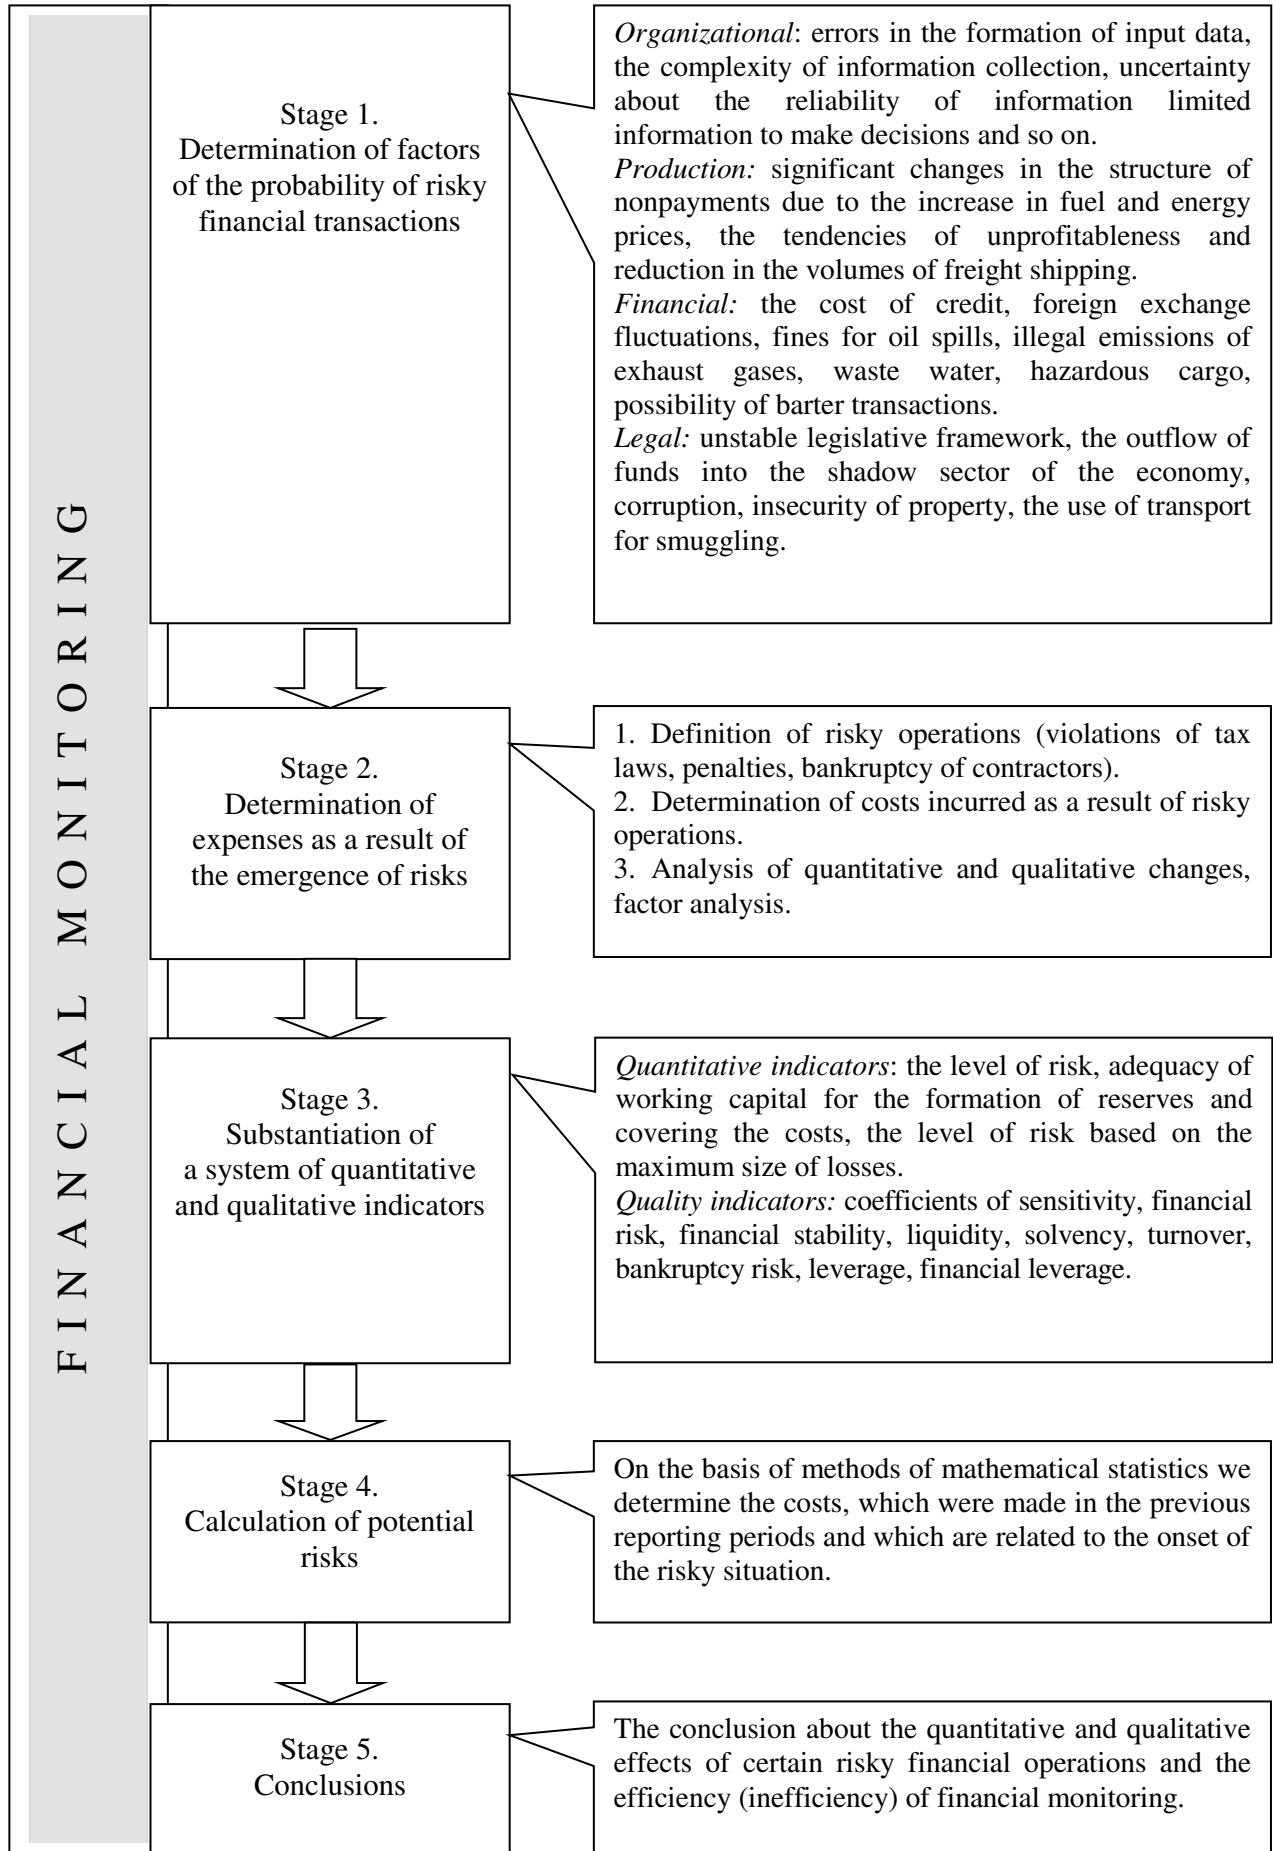 FINANCIAL MONITORING
Stage 1.
Determination of factors
of the probability of risky
financial transactions
Organizational: errors in the formation of input data,
the complexity of information collection, uncertainty
about the reliability of information limited
information to make decisions and so on.
Production: significant changes in the structure of
nonpayments due to the increase in fuel and energy
prices, the tendencies of unprofitableness and
reduction in the volumes of freight shipping.
Financial: the cost of credit, foreign exchange
fluctuations, fines for oil spills, illegal emissions of
exhaust gases, waste water, hazardous cargo,
possibility of barter transactions.
Legal: unstable legislative framework, the outflow of
funds into the shadow sector of the economy,
corruption, insecurity of property, the use of transport
for smuggling.
Stage 2.
Determination of
expenses as a result of
the emergence of risks
1. Definition of risky operations (violations of tax
laws, penalties, bankruptcy of contractors).
2. Determination of costs incurred as a result of risky
operations.
3. Analysis of quantitative and qualitative changes,
factor analysis.
Stage 3.
Substantiation of
a system of quantitative
and qualitative indicators
Quantitative indicators: the level of risk, adequacy of
working capital for the formation of reserves and
covering the costs, the level of risk based on the
maximum size of losses.
Quality indicators: coefficients of sensitivity, financial
risk, financial stability, liquidity, solvency, turnover,
bankruptcy risk, leverage, financial leverage.
Stage 4.
Calculation of potential
risks
On the basis of methods of mathematical statistics we
determine the costs, which were made in the previous
reporting periods and which are related to the onset of
the risky situation.
Stage 5.
Conclusions
The conclusion about the quantitative and qualitative
effects of certain risky financial operations and the
efficiency (inefficiency) of financial monitoring.